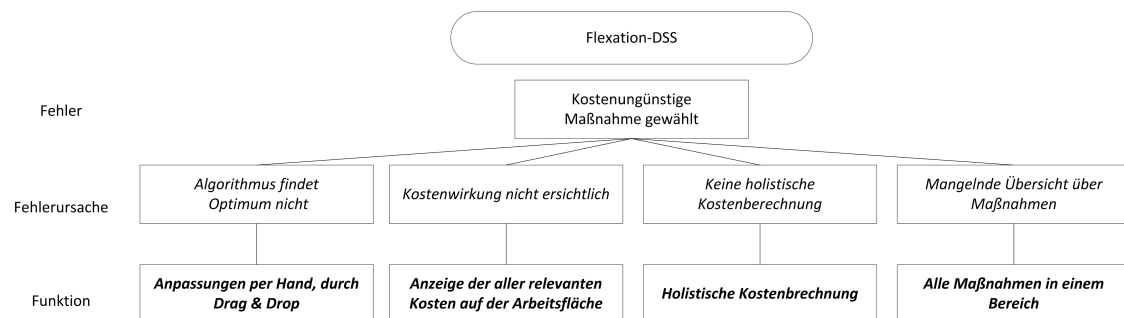 Flexation-DSS
Fehler
Kostenungünstige
Maßnahme gewählt
Fehlerursache
Algorithmus findet
Optimum nicht
Kostenwirkung nicht ersichtlich
Keine holistische
Kostenberechnung
Mangelnde Übersicht über
Maßnahmen
Funktion
Anpassungen per Hand, durch
Drag & Drop
Anzeige der aller relevanten
Kosten auf der Arbeitsfläche
Holistische Kostenbrechnung
Alle Maßnahmen in einem
Bereich